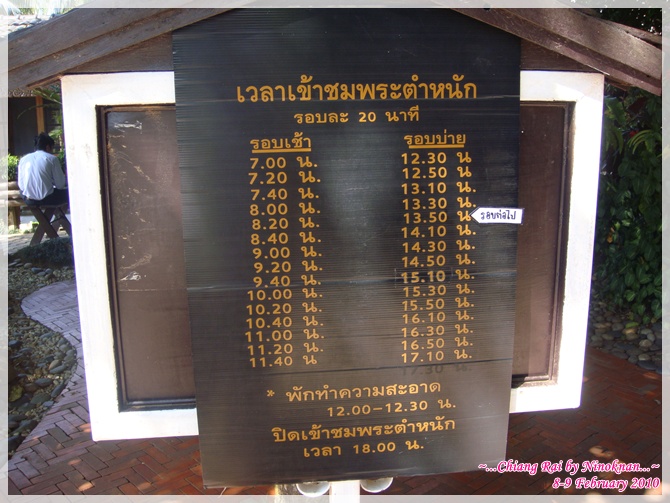 เวลาเข้าชมพระตำหนัก
รอบละ 20 นาที
รอบเช้า
7.00 น.
7.20 น.
7.40 น.
8.00 น.
8.20 น.
8.40 น.
9.00 น.
9.20 น.
9.40 น.
10.00 น.
10.20 น.
10.40 น.
11.00 น.
11.20 น.
11.40 น
รอบบ่าย
12.30 น
12.50 น
13.10 น.
13.30 น.
13.50 น
รอบต่อไป
14.10 น.
14.30 น.
14.50 น.
15.10 น.
15.30 น.
15.50 น.
16.10 น.
16.30 น.
16.50 น.
17.10 น.
17.30 น.
* พักทำความสะอาด
12.00-12.30 น.
ปิดเข้าชมพระตำหนัก
เวลา 18.00 น.
~...Chiang Rai by Ninoknan...~
8-9 February 2010